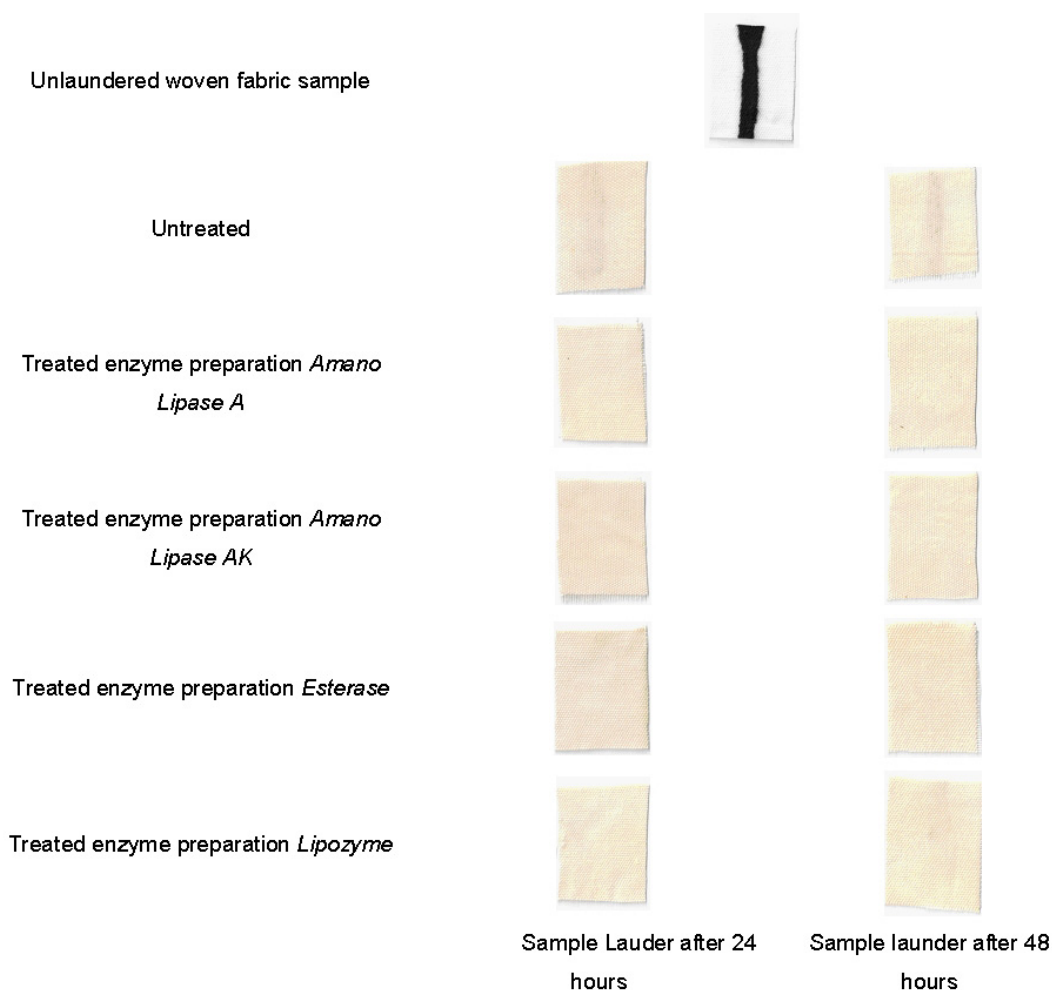 Unlaundered woven fabric sample
Untreated
Treated enzyme preparation Amano
Lipase A
Treated enzyme preparation Amano
Lipase AK
Treated enzyme preparation Esterase
Treated enzyme preparation Lipozyme
Sample Lauder after 24
hours
Sample launder after 48
hours